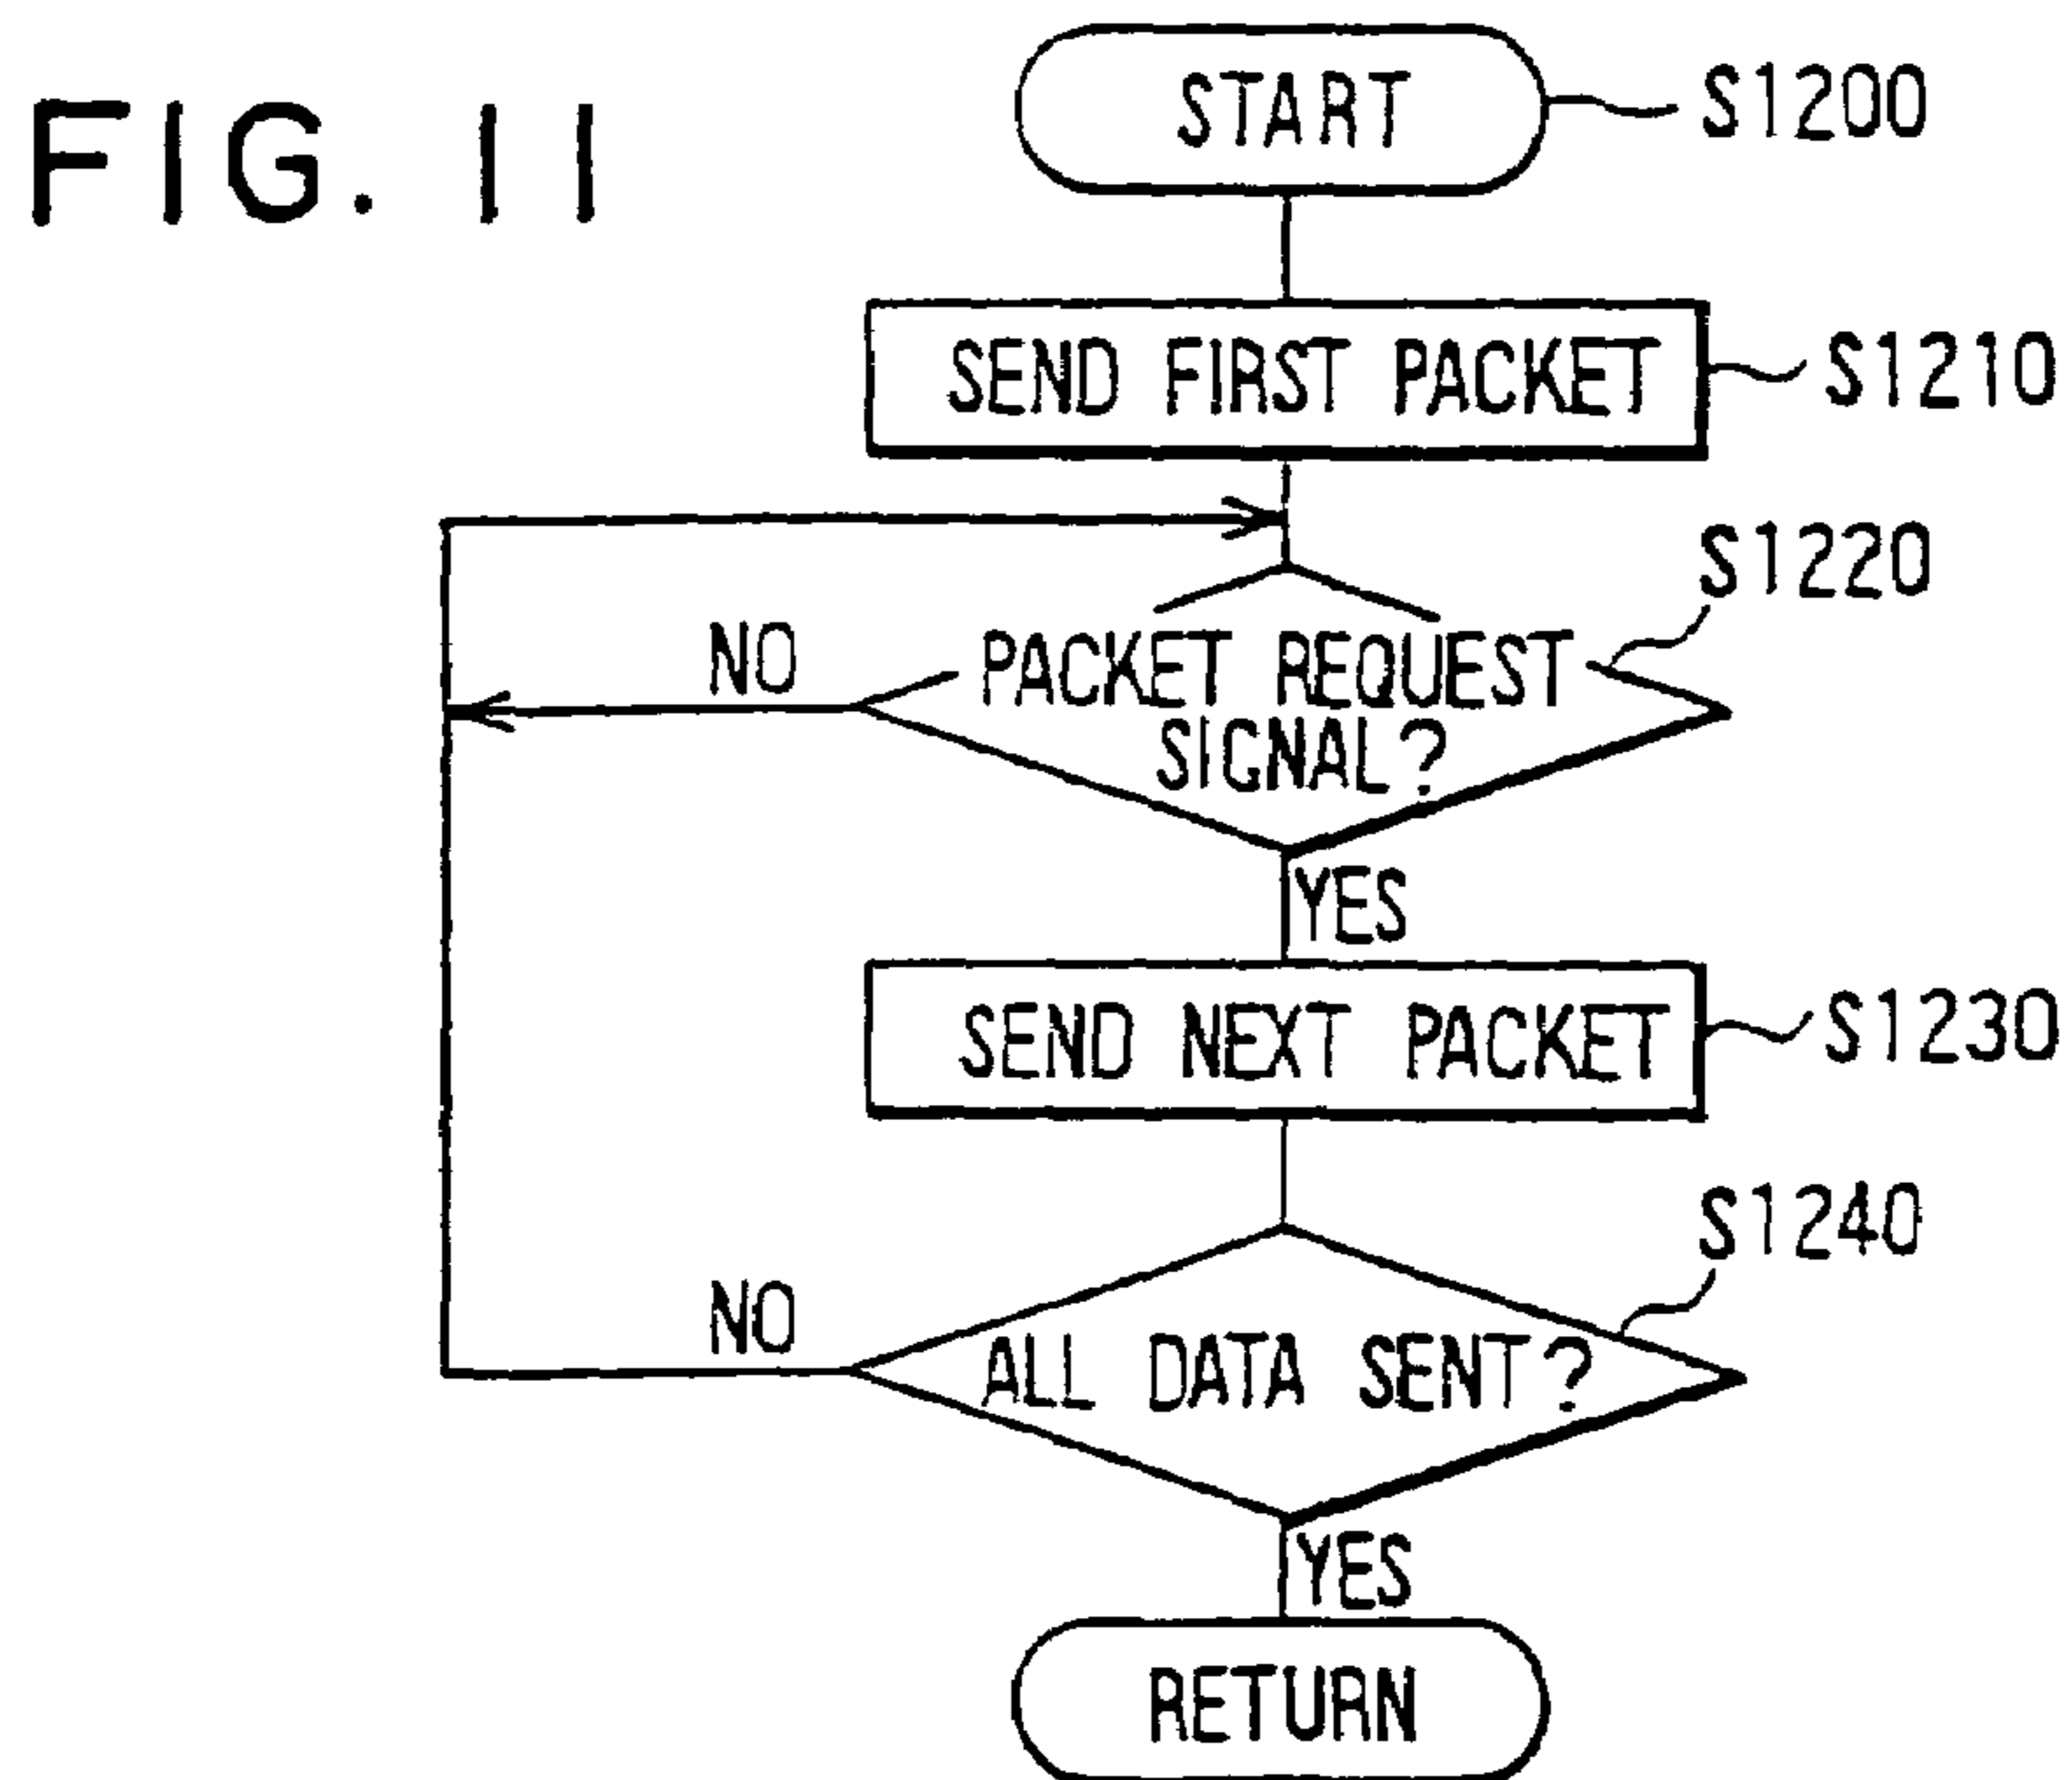 FIG. 11
START
S1200
SEND FIRST PACKET
S1210
S1220
NO
PACKET REQUEST
SIGNAL?
YES
SEND NEXT PACKET
S1230
S1240
NO
ALL DATA SENT?
YES
RETURN